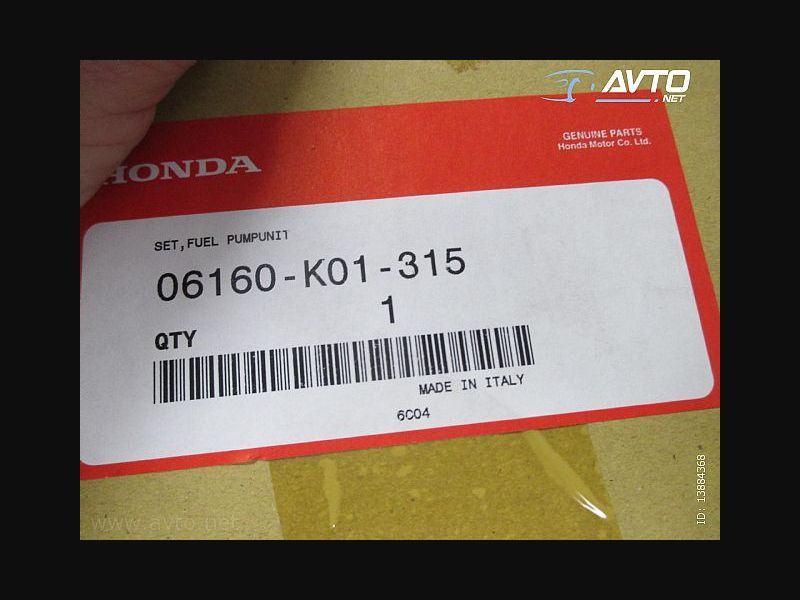 AVTO
.NET
GENUINE PARTS
Honda Motor Co. Ltd.
HONDA
SET,FUEL PUMPUNIT
06160-K01-315
1
QTY
MADE IN ITALY
6C04
www.avto.net
ID: 13884368